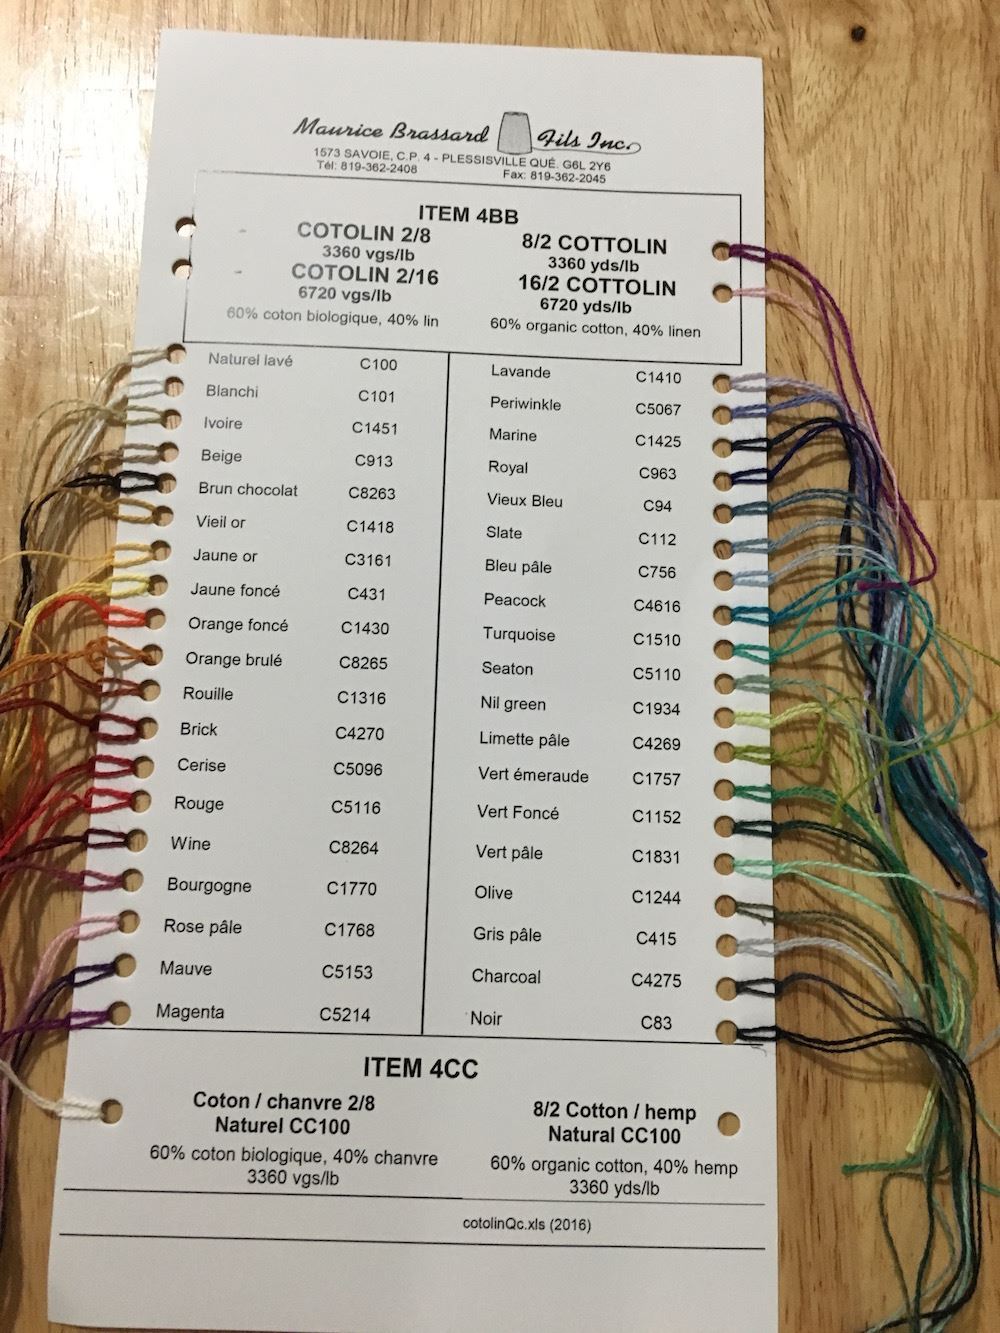 Maurice Brassard Fils Inc.
1573 SAVOIE, C.P. 4 - PLESSISVILLE QUÉ. G6L 2Y6
Tél: 819-362-2408 Fax: 819-362-2045
ITEM 4BB
COTOLIN 2/8
3360 vgs/lb
COTOLIN 2/16
6720 vgs/lb
60% coton biologique, 40% lin
8/2 COTTOLIN
3360 yds/lb
16/2 COTTOLIN
6720 yds/lb
60% organic cotton, 40% linen
Naturel lavé C100
Blanchi C101
Ivoire C1451
Beige C913
Brun chocolat C8263
Vieil or C1418
Jaune or C3161
Jaune foncé C431
Orange foncé C1430
Orange brulé C8265
Rouille C1316
Brick C4270
Cerise C5096
Rouge C5116
Wine C8264
Bourgogne C1770
Rose pâle C1768
Mauve C5153
Magenta C5214
Lavande C1410
Periwinkle C5067
Marine C1425
Royal C963
Vieux Bleu C94
Slate C112
Bleu pâle C756
Peacock C4616
Turquoise C1510
Seaton C5110
Nil green C1934
Limette pâle C4269
Vert émeraude C1757
Vert Foncé C1152
Vert pâle C1831
Olive C1244
Gris pâle C415
Charcoal C4275
Noir C83
ITEM 4CC
Coton / chanvre 2/8
Naturel CC100
60% coton biologique, 40% chanvre
3360 vgs/lb
8/2 Cotton / hemp
Natural CC100
60% organic cotton, 40% hemp
3360 yds/lb
cotolinQc.xls (2016)